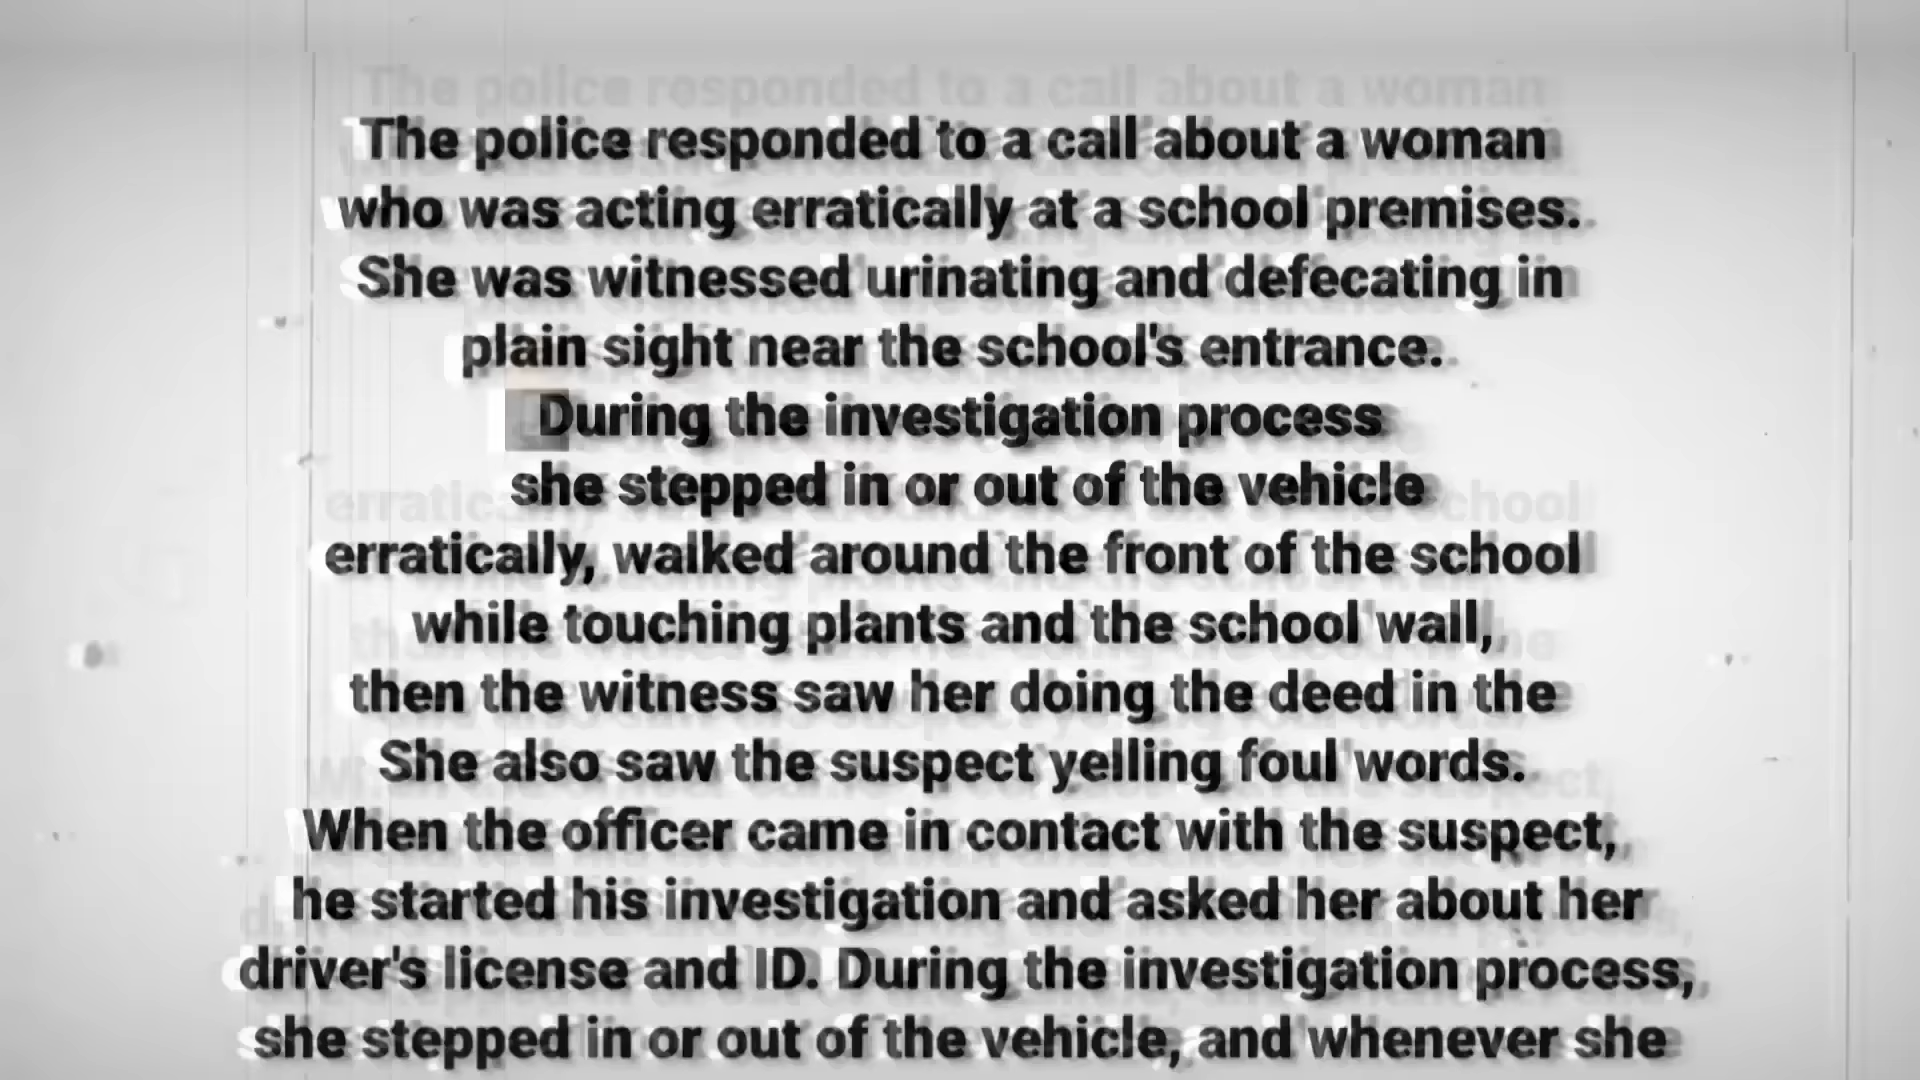 The police responded to a call about a woman
who was acting erratically at a school premises.
She was witnessed urinating and defecating in
plain sight near the school's entrance.
During the investigation process
she stepped in or out of the vehicle
erratically, walked around the front of the school
while touching plants and the school wall,
then the witness saw her doing the deed in the
She also saw the suspect yelling foul words.
When the officer came in contact with the suspect,
he started his investigation and asked her about her
driver's license and ID. During the investigation process,
she stepped in or out of the vehicle, and whenever she